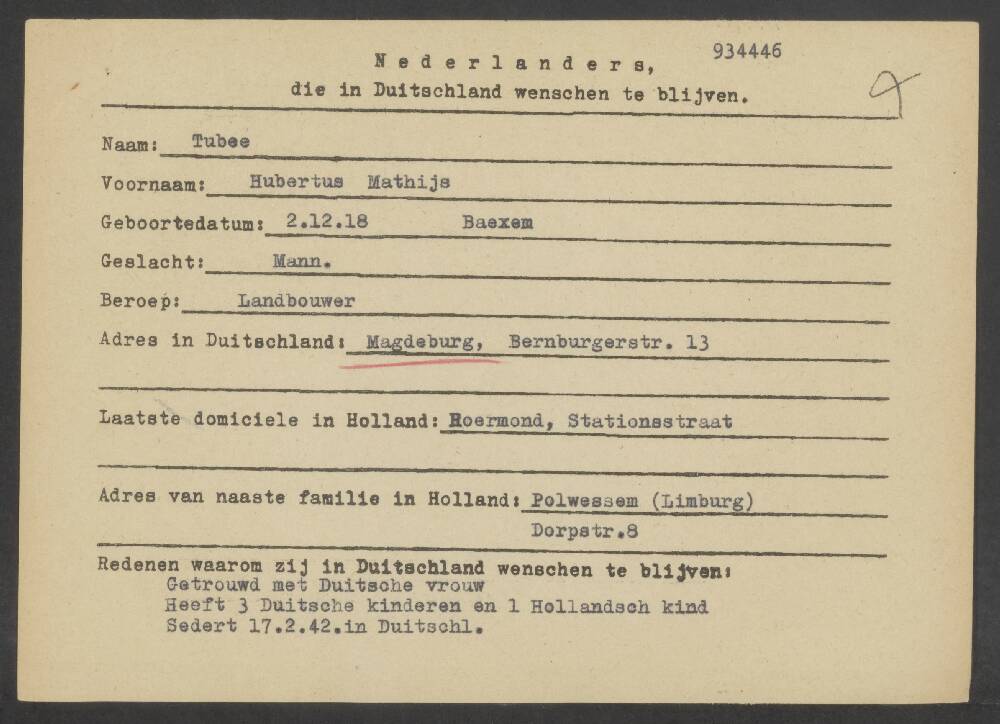 934446
Nederlanders,
die in Duitschland wenschen te blijven.
Naam: Tubee
Voornaam: Hubertus Mathijs
Geboortedatum: 2.12.18 Baexem
Geslacht: Mann.
Beroep: Landbouwer
Adres in Duitschland: Magdeburg, Bernburgerstr. 13
Laatste domiciele in Holland: Roermond, Stationsstraat
Adres van naaste familie in Holland: Polwessem (Limburg)
Dorpstr.8
Redenen waarom zij in Duitschland wenschen te blijven:
Getrouwd met Duitsche vrouw
Heeft 3 Duitsche kinderen en 1 Hollandsch kind
Sedert 17.2.42.in Duitschl.